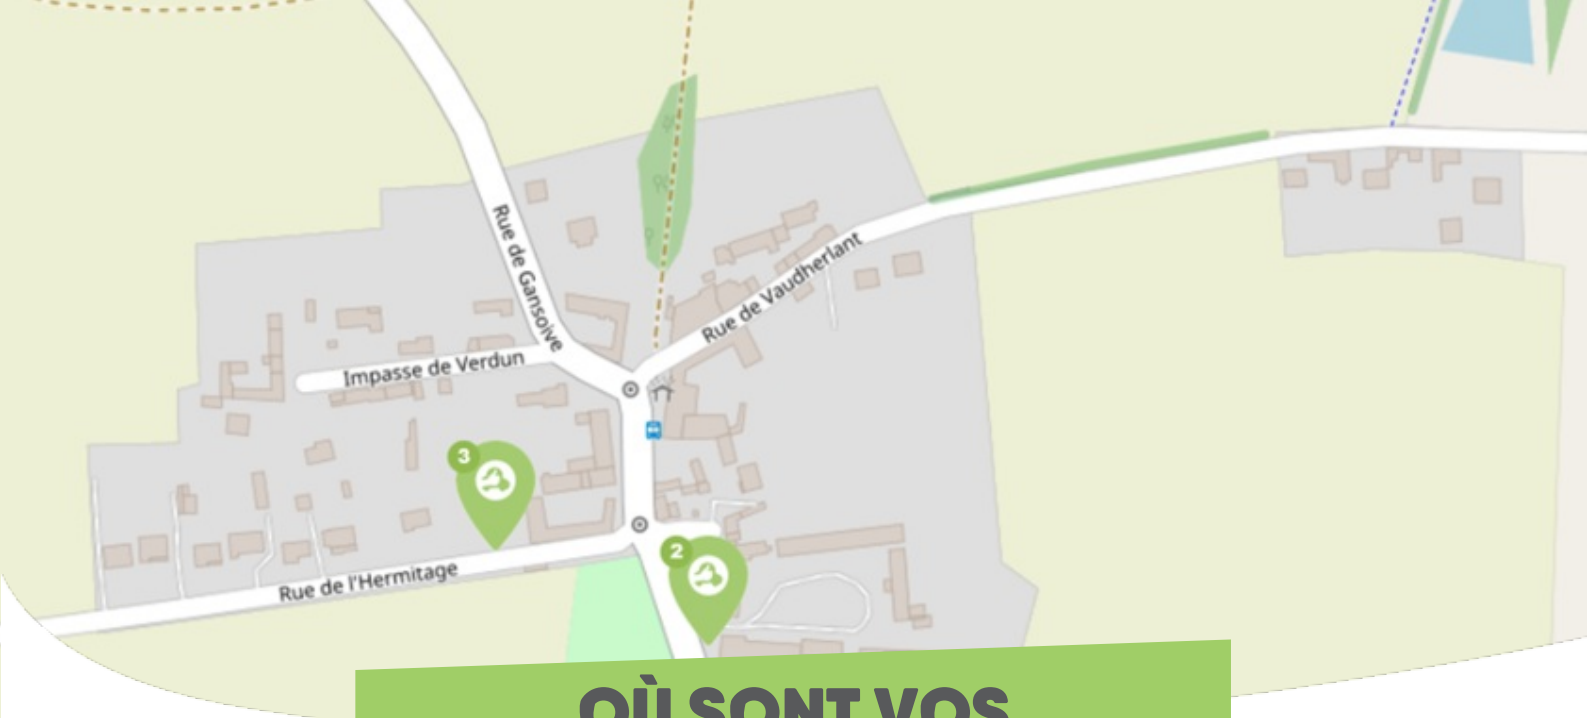 Rue de Gansoive
Rue de Vaudherlant
Impasse de Verdun
3
2
Rue de l'Hermitage
OÙ SONT VOS